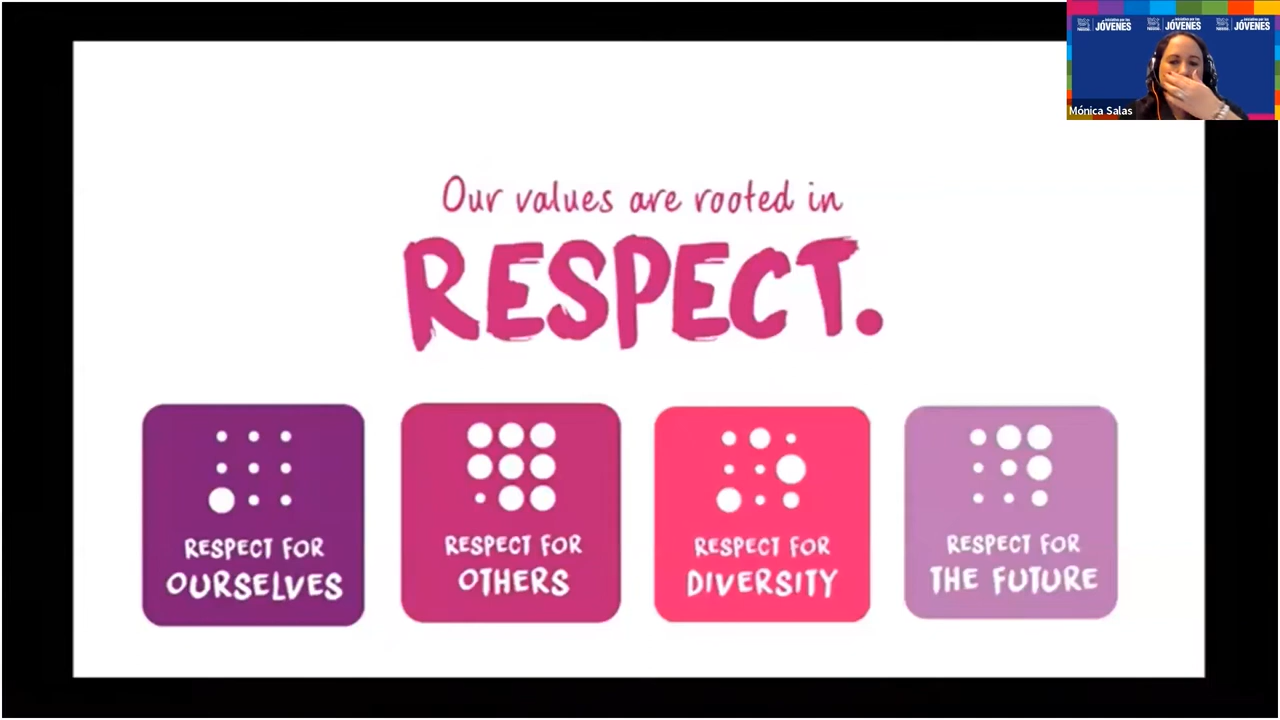 Our values are rooted in
RESPECT.
RESPECT FOR
OURSELVES
RESPECT FOR
OTHERS
RESPECT FOR
DIVERSITY
RESPECT FOR
THE FUTURE
JÓVENES
JÓVENES
JÓVENES
Mónica Salas